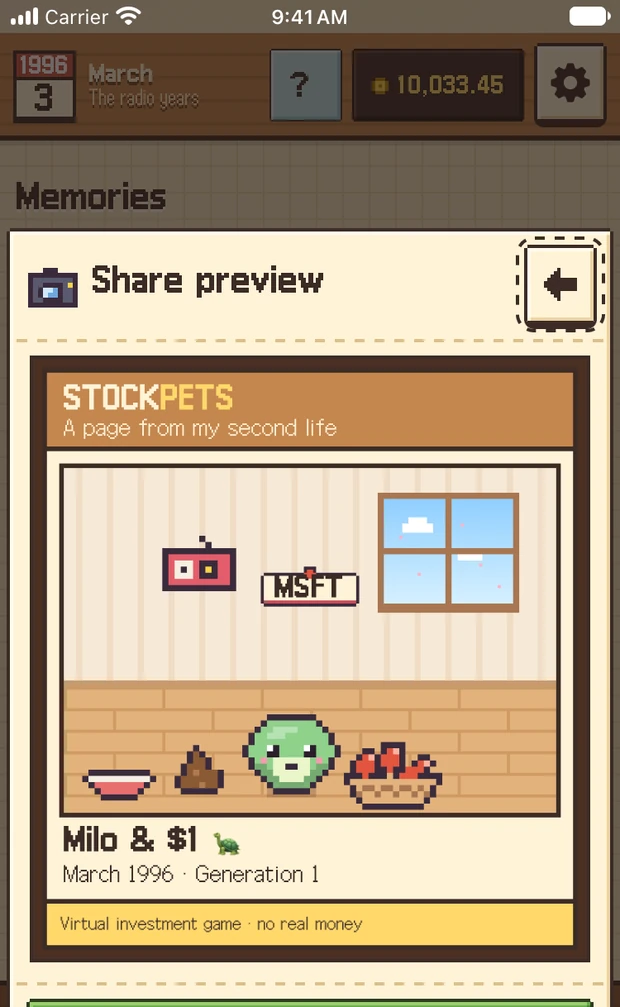 Carrier 9:41 AM
1996
3
March
The radio years
?
10,033.45
Memories
Share preview
STOCKPETS
A page from my second life
MSFT
Milo & $1 🐢
March 1996 · Generation 1
Virtual investment game · no real money